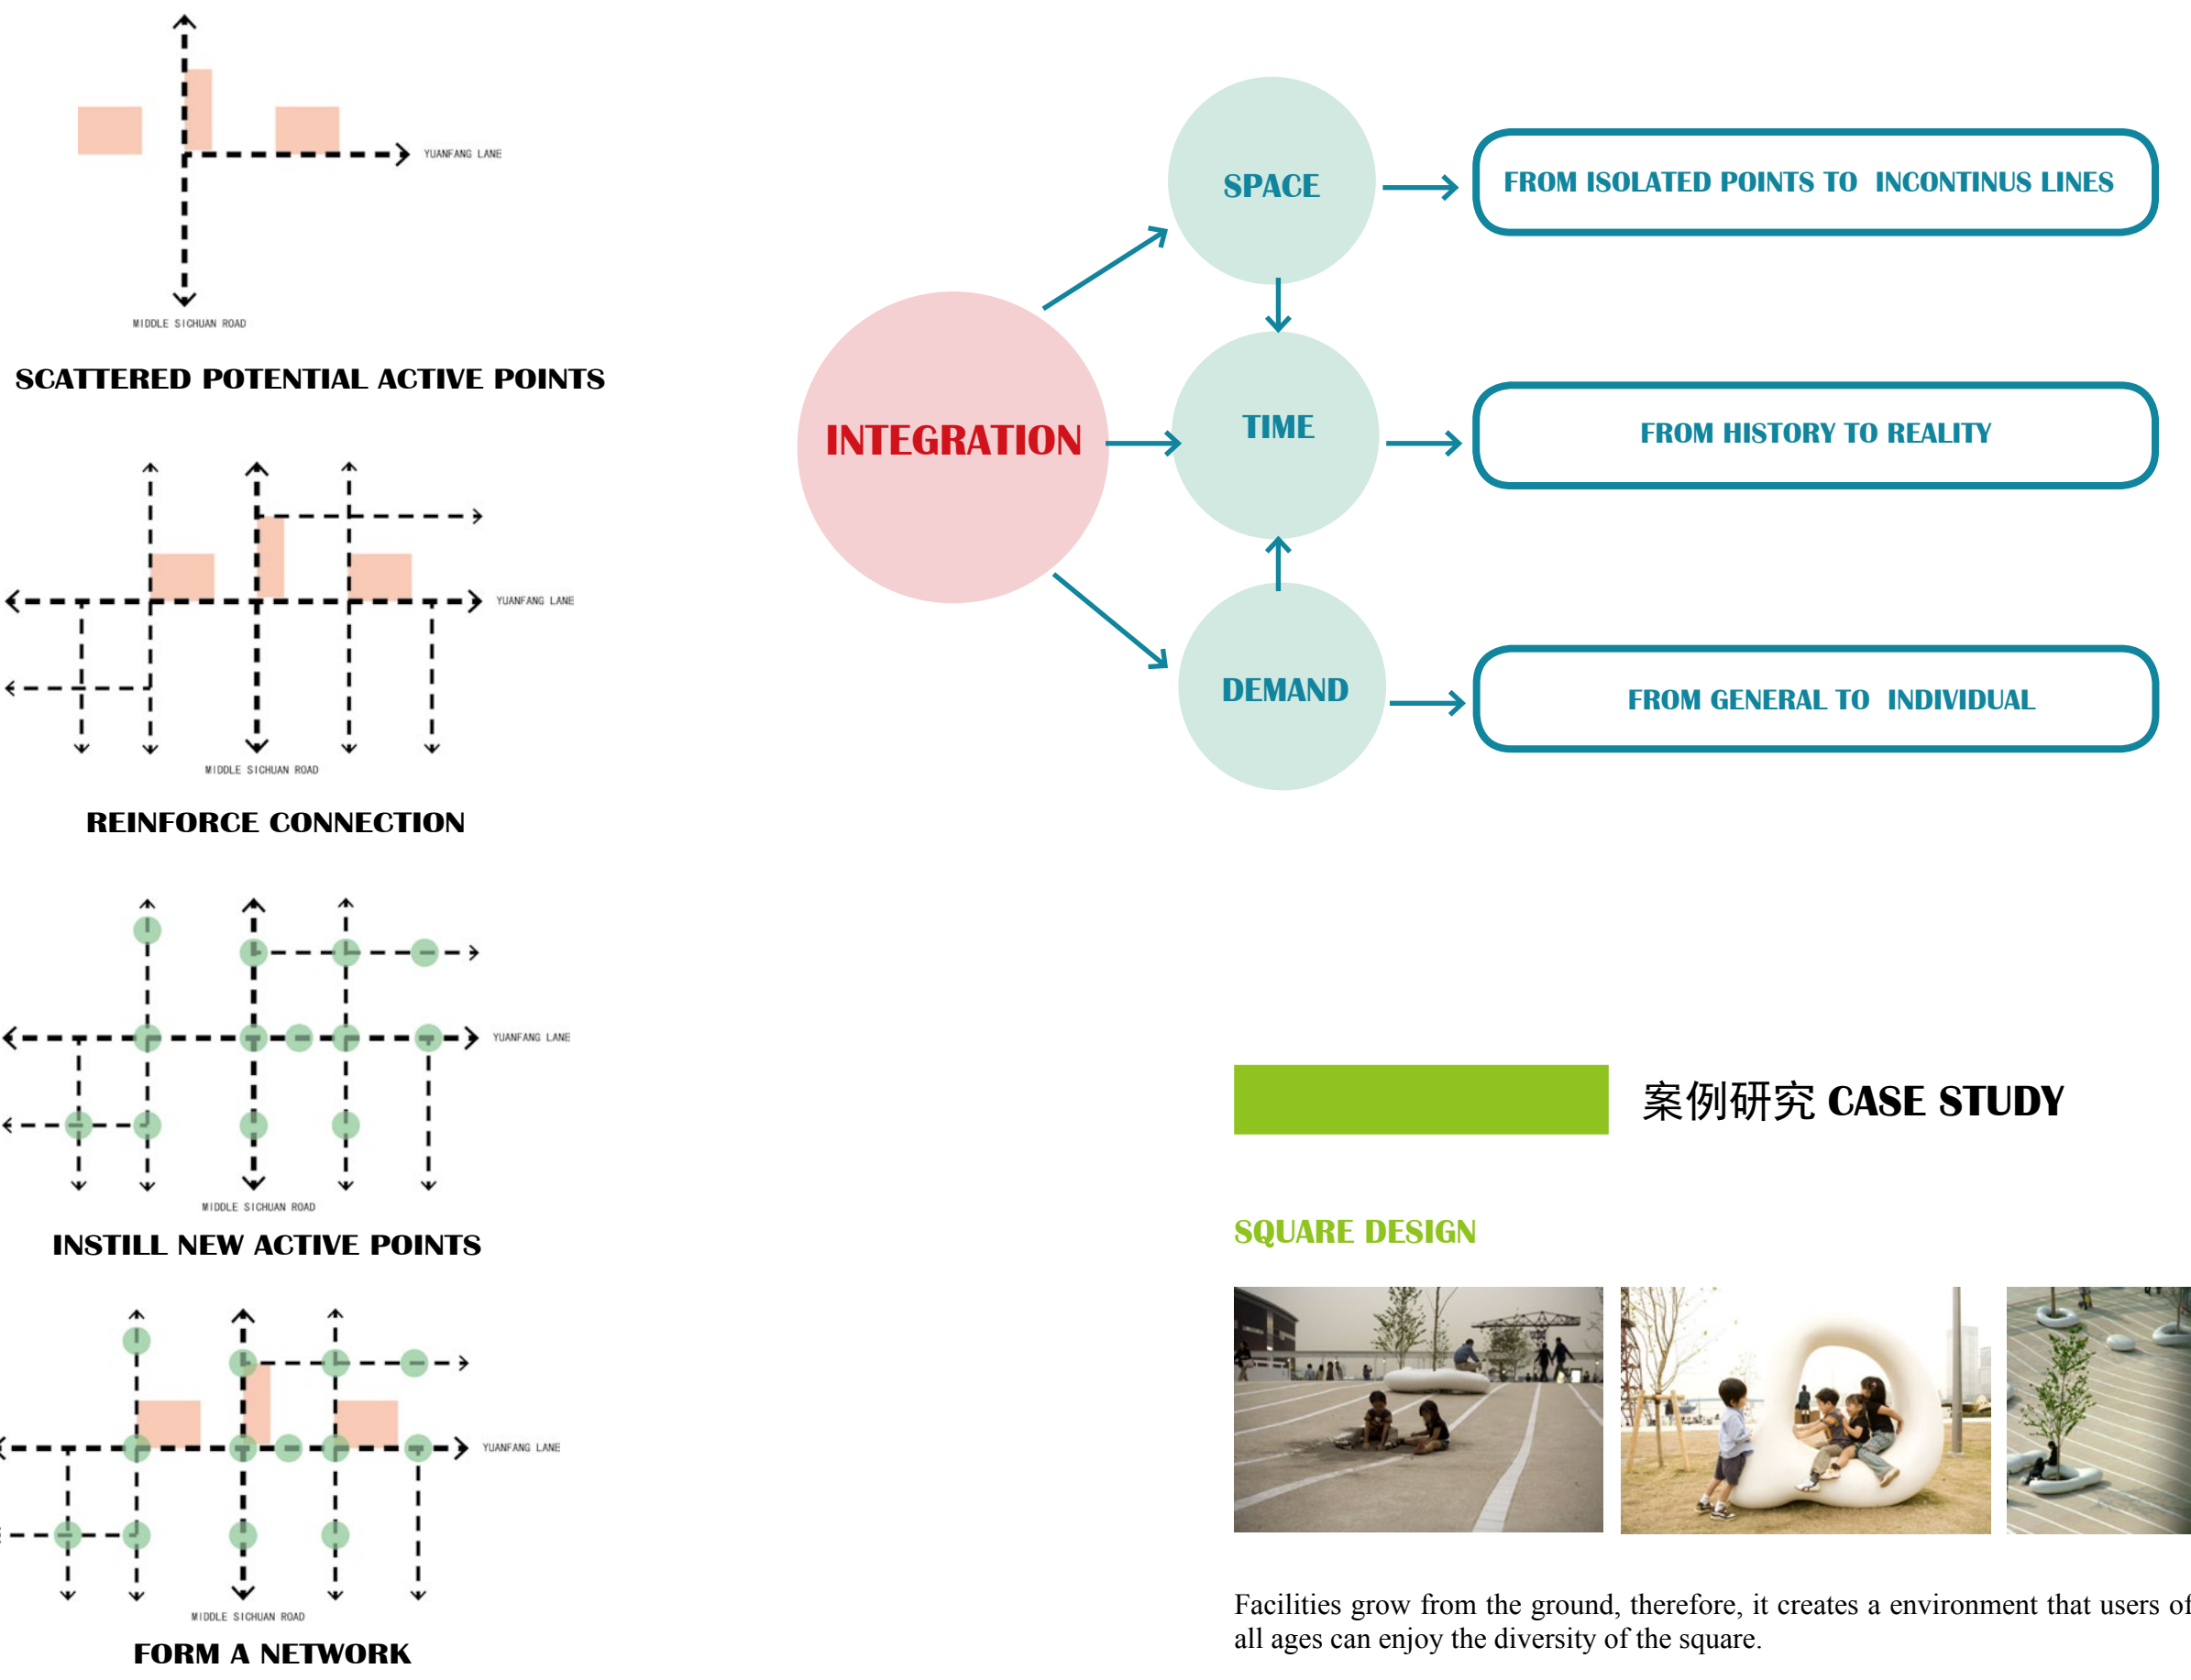 YUANFANG LANE
MIDDLE SICHUAN ROAD
SCATTERED POTENTIAL ACTIVE POINTS
YUANFANG LANE
MIDDLE SICHUAN ROAD
REINFORCE CONNECTION
YUANFANG LANE
MIDDLE SICHUAN ROAD
INSTILL NEW ACTIVE POINTS
YUANFANG LANE
MIDDLE SICHUAN ROAD
FORM A NETWORK
INTEGRATION
SPACE
FROM ISOLATED POINTS TO INCONTINUS LINES
TIME
FROM HISTORY TO REALITY
DEMAND
FROM GENERAL TO INDIVIDUAL
案例研究 CASE STUDY
SQUARE DESIGN
Facilities grow from the ground, therefore, it creates a environment that users of
all ages can enjoy the diversity of the square.